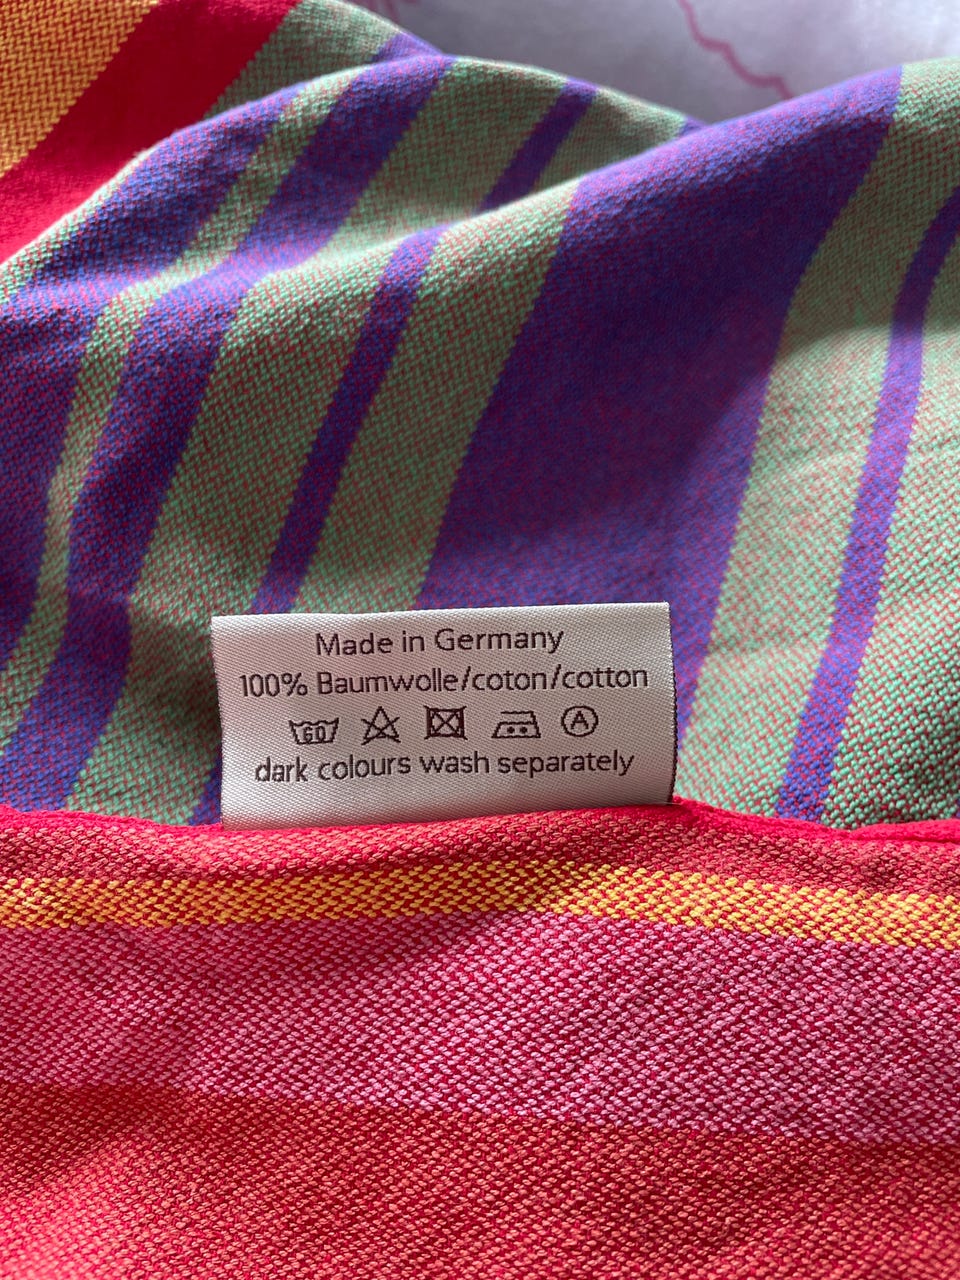 Made in Germany
100% Baumwolle/coton/cotton
60 A
dark colours wash separately